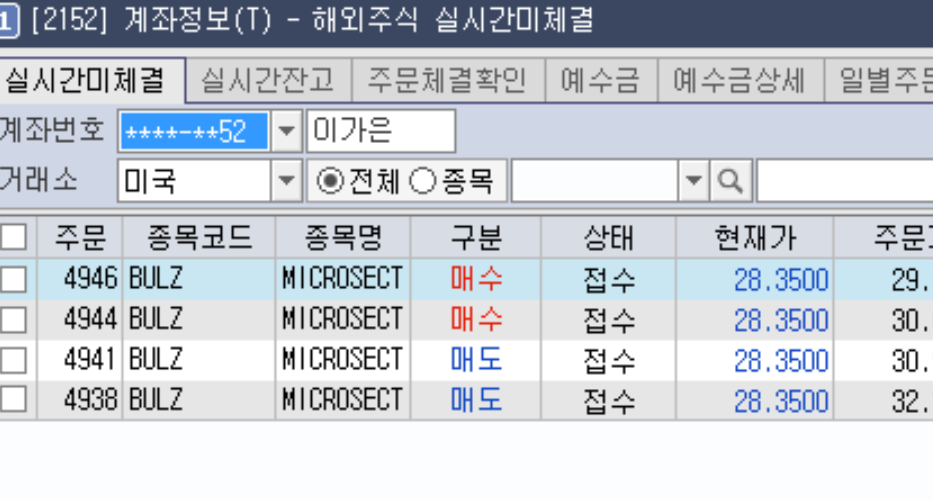 1 [2152] 계좌정보(T) - 해외주식 실시간미체결
실시간미체결 실시간잔고 주문체결확인 예수금 예수금상세 일별주문
계좌번호 ****-**52 이가은
거래소 미국 전체 종목
주문 종목코드 종목명 구분 상태 현재가 주문
4946 BULZ MICROSECT 매수 접수 28.3500 29.
4944 BULZ MICROSECT 매수 접수 28.3500 30.
4941 BULZ MICROSECT 매도 접수 28.3500 30.
4938 BULZ MICROSECT 매도 접수 28.3500 32.